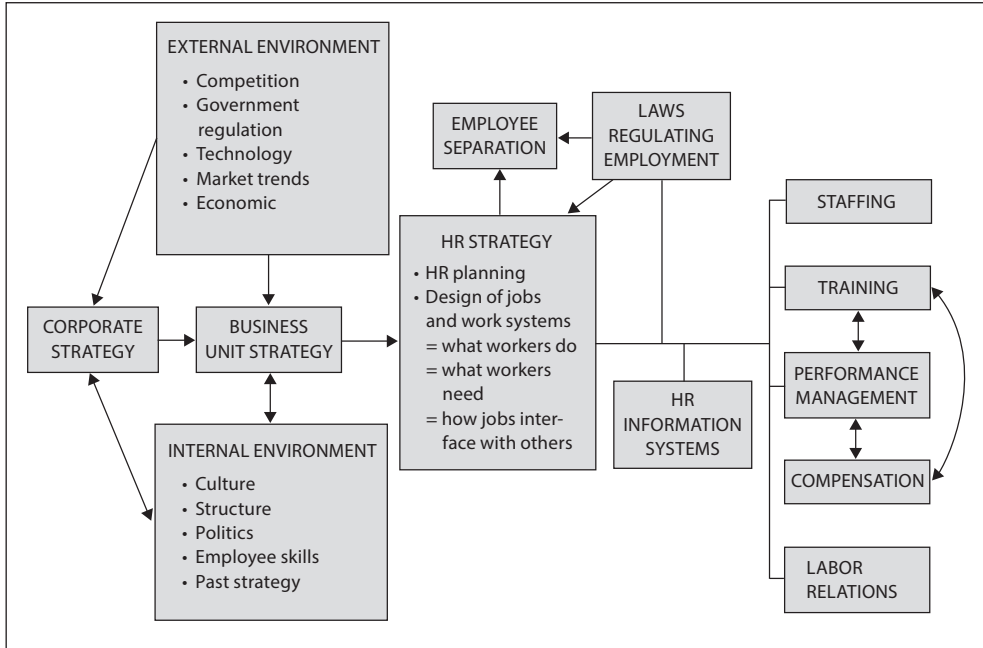 EXTERNAL ENVIRONMENT
• Competition
• Government
regulation
• Technology
• Market trends
• Economic
EMPLOYEE
SEPARATION
LAWS
REGULATING
EMPLOYMENT
CORPORATE
STRATEGY
BUSINESS
UNIT STRATEGY
HR STRATEGY
• HR planning
• Design of jobs
and work systems
= what workers do
= what workers
need
= how jobs inter-
face with others
INTERNAL ENVIRONMENT
• Culture
• Structure
• Politics
• Employee skills
• Past strategy
HR
INFORMATION
SYSTEMS
STAFFING
TRAINING
PERFORMANCE
MANAGEMENT
COMPENSATION
LABOR
RELATIONS